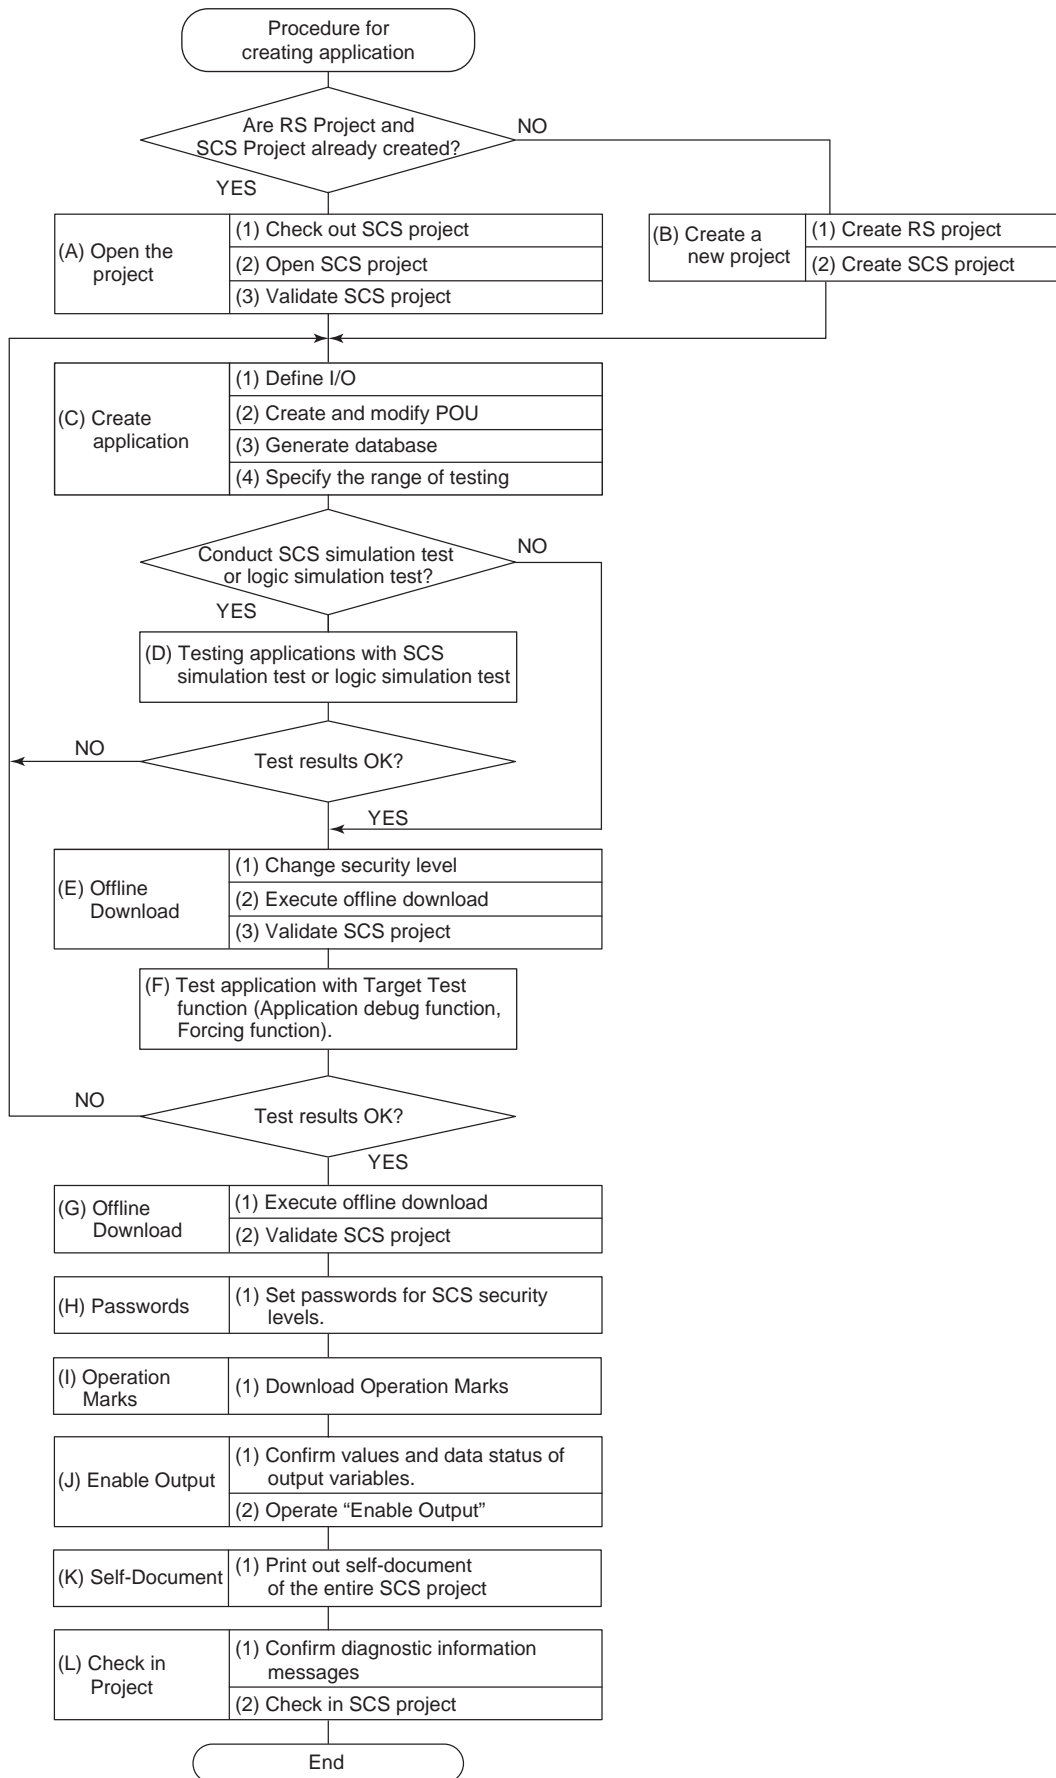 Procedure for
creating application
Are RS Project and
SCS Project already created?
NO
YES
(A) Open the
project
(1) Check out SCS project
(2) Open SCS project
(3) Validate SCS project
(B) Create a
new project
(1) Create RS project
(2) Create SCS project
(C) Create
application
(1) Define I/O
(2) Create and modify POU
(3) Generate database
(4) Specify the range of testing
Conduct SCS simulation test
or logic simulation test?
NO
YES
(D) Testing applications with SCS
simulation test or logic simulation test
NO
Test results OK?
YES
(E) Offline
Download
(1) Change security level
(2) Execute offline download
(3) Validate SCS project
(F) Test application with Target Test
function (Application debug function,
Forcing function).
NO
Test results OK?
YES
(G) Offline
Download
(1) Execute offline download
(2) Validate SCS project
(H) Passwords
(1) Set passwords for SCS security
levels.
(I) Operation
Marks
(1) Download Operation Marks
(J) Enable Output
(1) Confirm values and data status of
output variables.
(2) Operate “Enable Output”
(K) Self-Document
(1) Print out self-document
of the entire SCS project
(L) Check in
Project
(1) Confirm diagnostic information
messages
(2) Check in SCS project
End